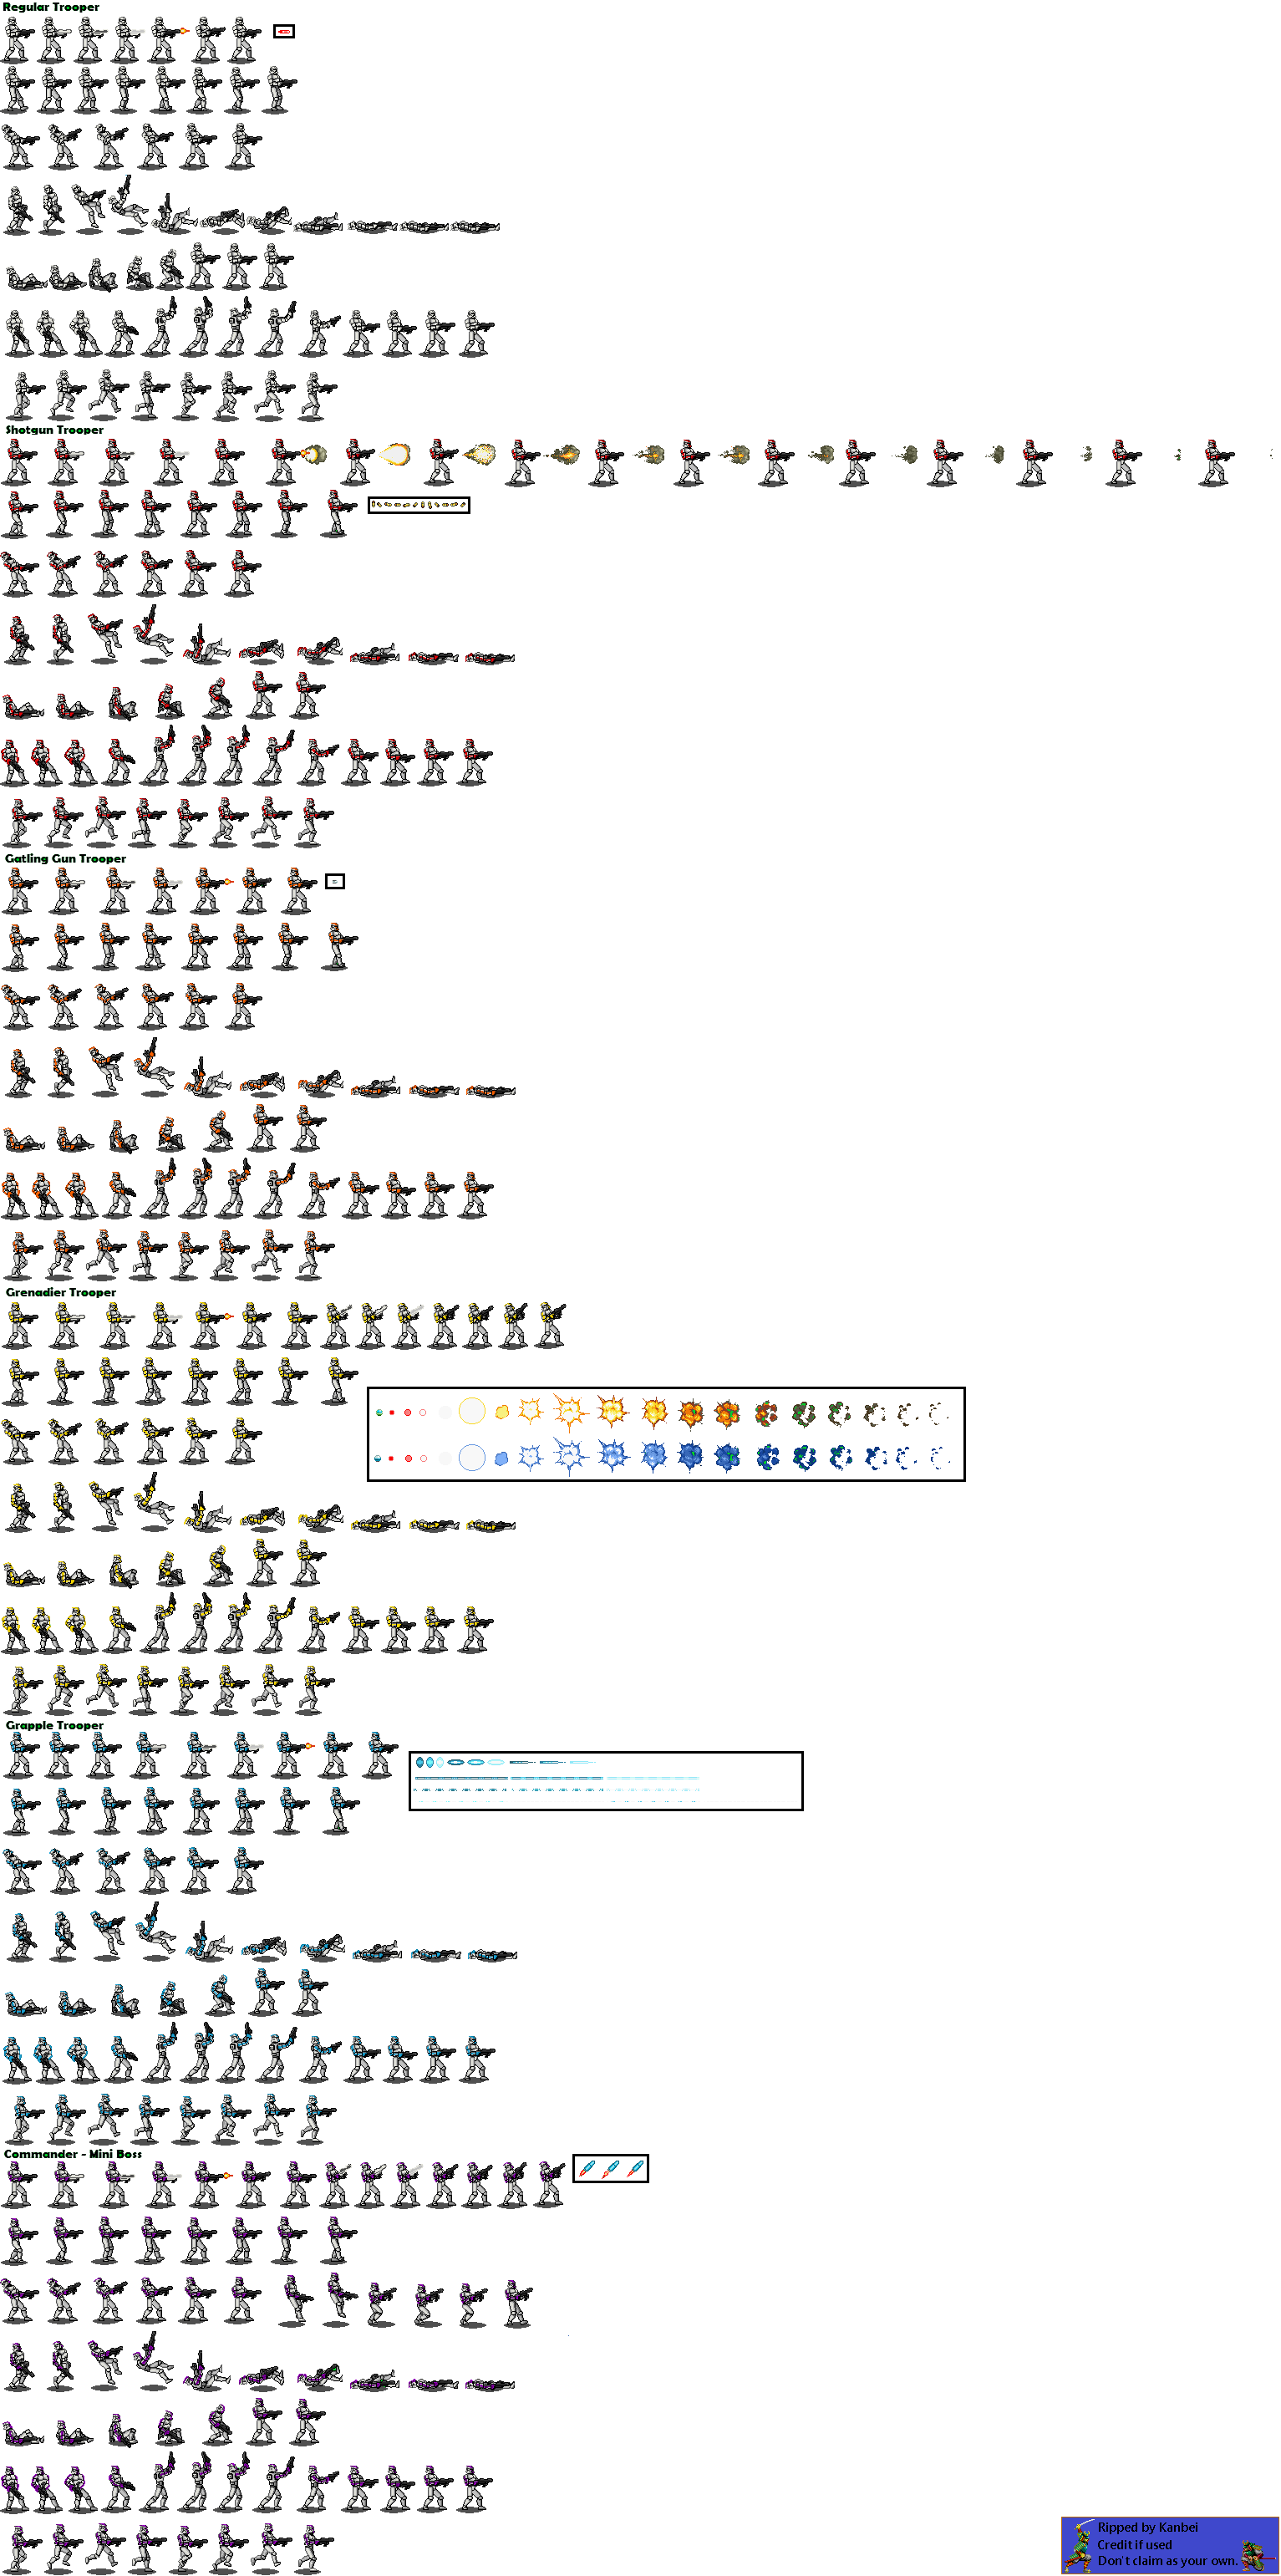 Regular Trooper
Shotgun Trooper
Gatling Gun Trooper
Grenadier Trooper
Grapple Trooper
Commander - Mini Boss
Ripped by Kanbei
Credit if used
Don't claim as your own.